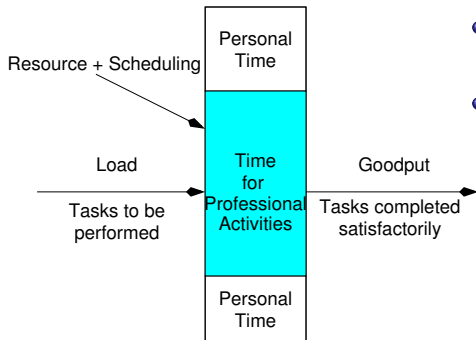 Personal
Time
Resource + Scheduling
Load
Tasks to be
performed
Time
for
Professional
Activities
Goodput
Tasks completed
satisfactorily
Personal
Time